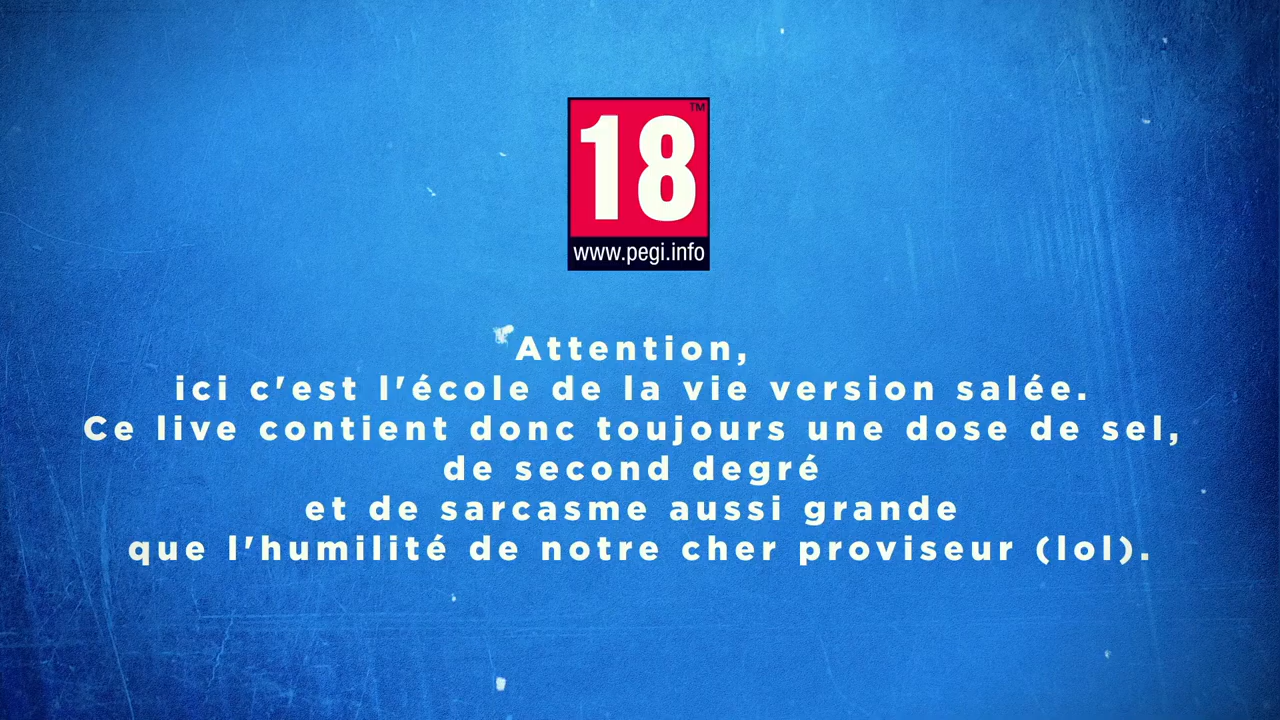 TM
18
www.pegi.info
Attention,
ici c'est l'école de la vie version salée.
Ce live contient donc toujours une dose de sel,
de second degré
et de sarcasme aussi grande
que l'humilité de notre cher proviseur (lol).